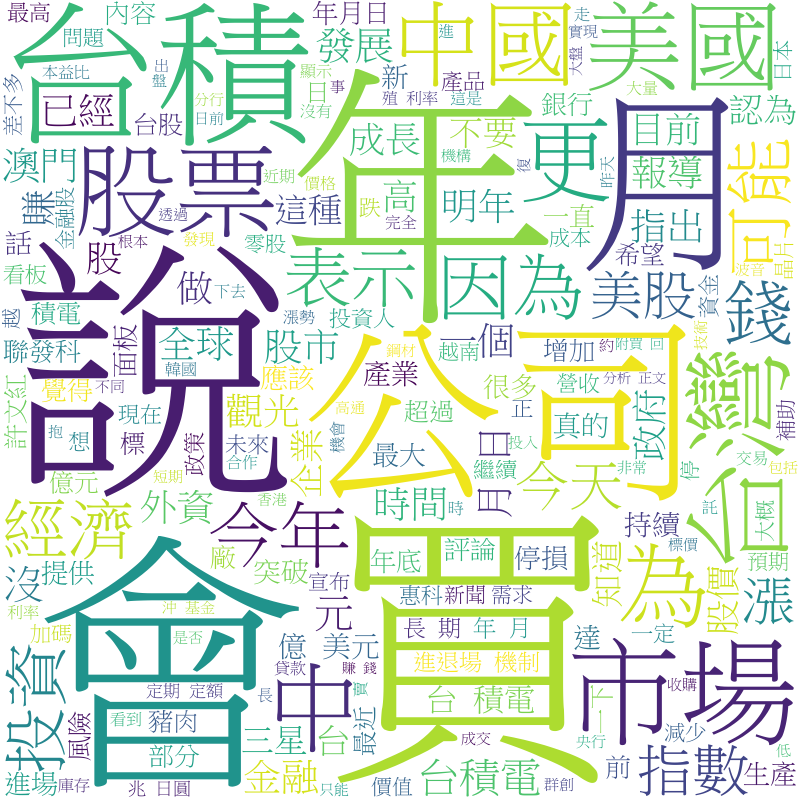 最高
內容
年月日
進
走
台積
問題
發展
中國
美國
實現
大盤
日本
本益比
出盤
顯示
事
新
產品
差不多
已經
分行
日前
沒有
日
殖 利率
這是
銀行
大量
認為
台股
年
成長
不要
更
月
目前
澳門
股票
近期
高
機構
復
昨天
報導
可能
賺
金融股
透過
價格
這種
跌
完全
明年
一直
指出
話
股
根本
發現
零股
表示
因為
成本
希望
晶片
看板
做
下去
美股
資金
波音
錢
越
積電
面板
說
漲勢
投資人
公司
一個
越南
增加
約
附買 回
技術
聯發科
全球
股市
鋼材
產業
台灣
許文紅
覺得
不同
韓國
應該
很多
營收
分析
正文
政府
補助
現在
觀光
高通
超過
正
真的
抱
想
標
未來
機會
企業
最大
月日
投入
停
億元
政策
合作
繼續
今天
非常
交易
包括
經濟
短期
外資
時間
時
託
香港
今年
大概
沒
提供
廠
突破
年底
評論
停損
持續
標價
預期
會
買
為
知道
股價
漲
利率
沖 基金
宣布
惠科
新聞
需求
加碼
是否
元
長 期
年 月
達
一定
投資
億
美元
中
貸款
賺 錢
進退場 機制
市場
定期 定額
長
買
台 積電
一下
收購
風險
看到
豬肉
三星
台
最近
成交
央行
減少
部分
前
指數
低
進場
庫存
兆
日圓
金融
只能
價值
台積電
群創
生產